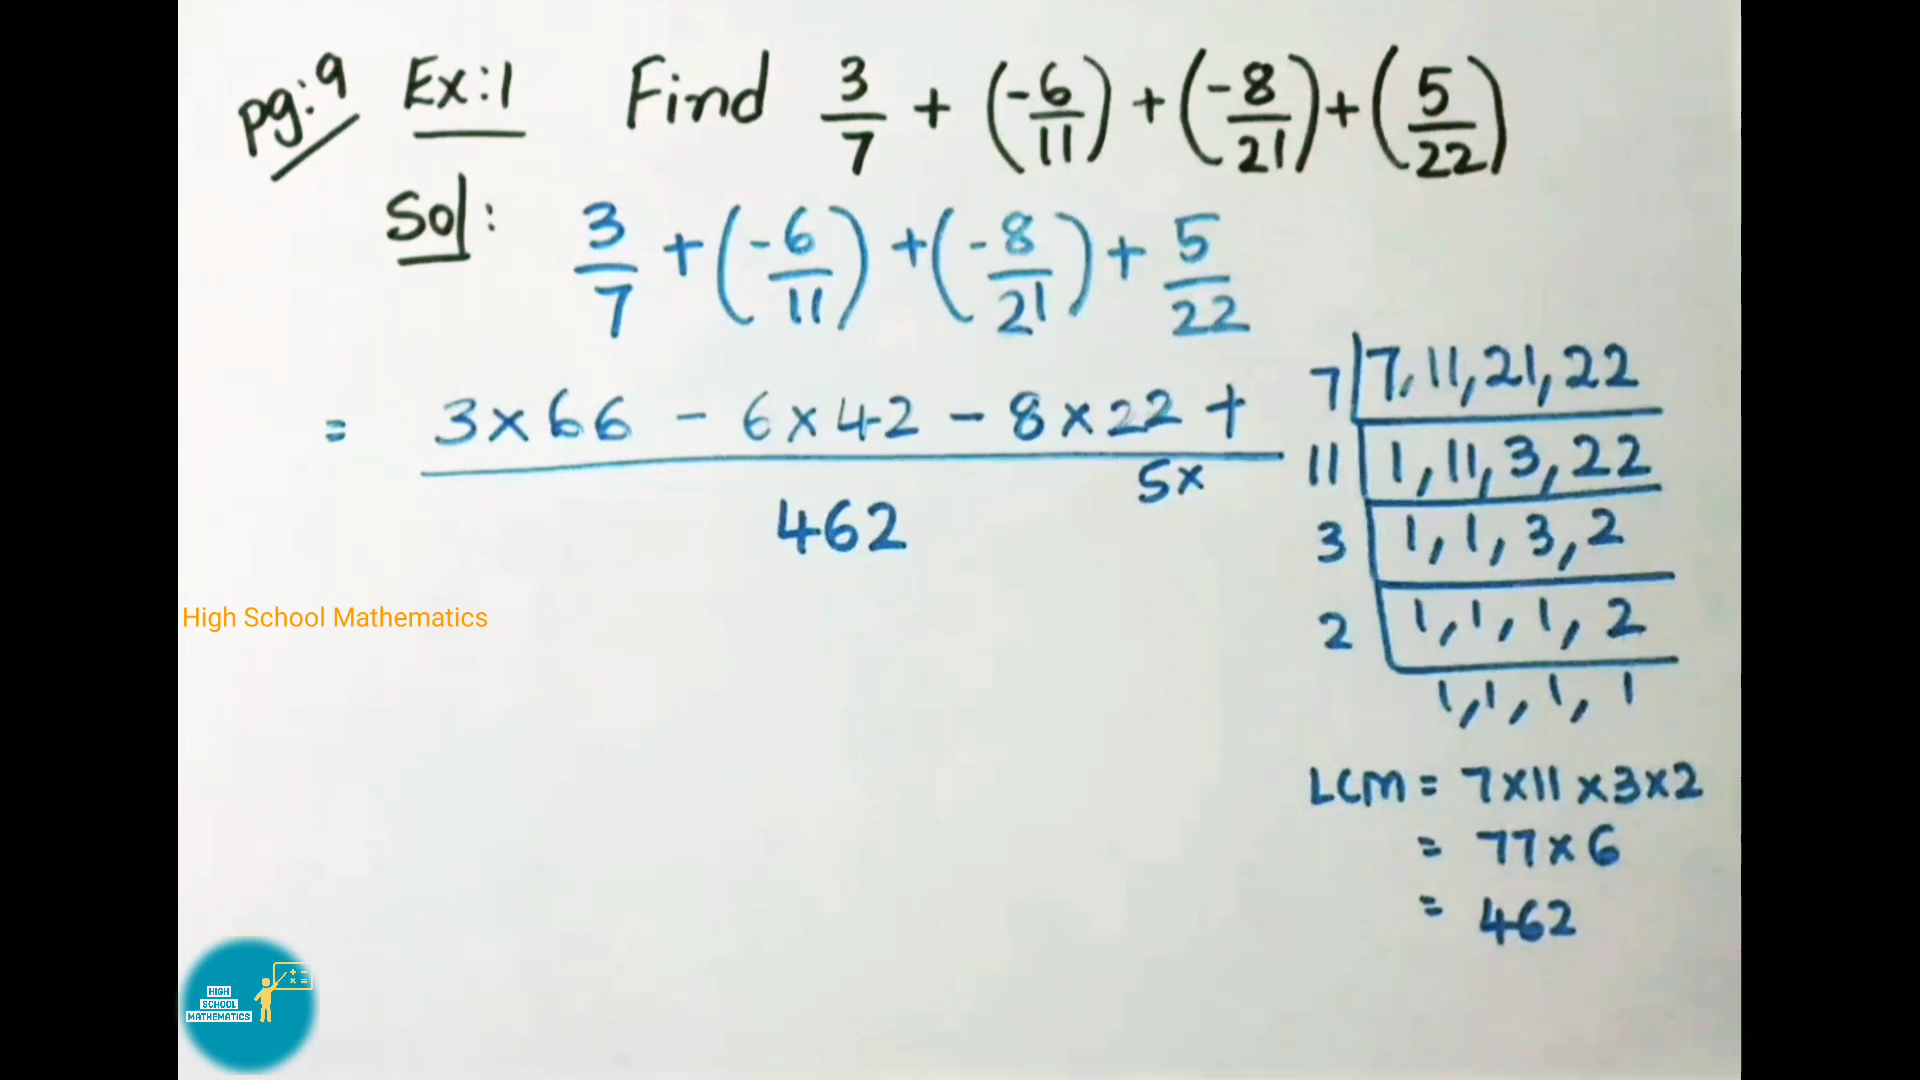 pg:9 Ex:1 Find 3/7 + (-6/11) + (-8/21) + (5/22)
Sol: 3/7 + (-6/11) + (-8/21) + 5/22
= 3×66 - 6×42 - 8×22 +
5×
462
7 | 7, 11, 21, 22
11 | 1, 11, 3, 22
3 | 1, 1, 3, 2
2 | 1, 1, 1, 2
1, 1, 1, 1
LCM = 7×11×3×2
= 77×6
= 462
High School Mathematics
HIGH
SCHOOL
MATHEMATICS